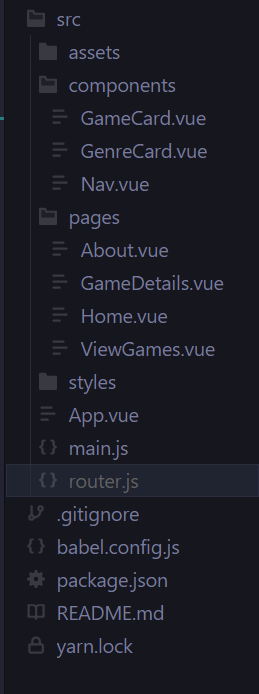 src
assets
components
GameCard.vue
GenreCard.vue
Nav.vue
pages
About.vue
GameDetails.vue
Home.vue
ViewGames.vue
styles
App.vue
main.js
router.js
.gitignore
babel.config.js
package.json
README.md
yarn.lock